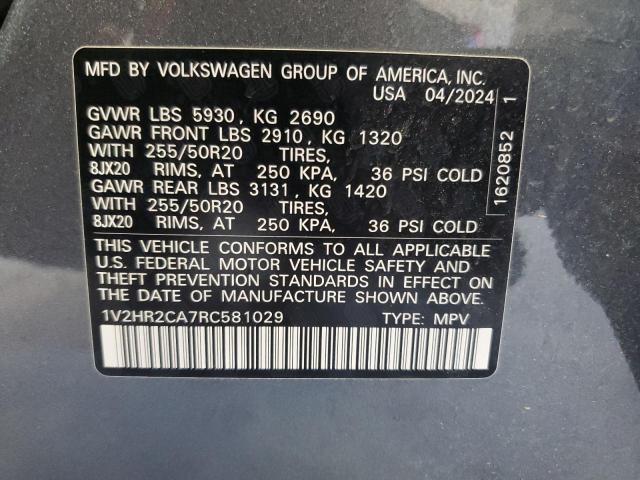 MFD BY VOLKSWAGEN GROUP OF AMERICA, INC.
USA 04/2024
GVWR LBS 5930, KG 2690
GAWR FRONT LBS 2910, KG 1320
WITH 255/50R20 TIRES,
8JX20 RIMS, AT 250 KPA, 36 PSI COLD
GAWR REAR LBS 3131, KG 1420
WITH 255/50R20 TIRES,
8JX20 RIMS, AT 250 KPA, 36 PSI COLD
THIS VEHICLE CONFORMS TO ALL APPLICABLE
U.S. FEDERAL MOTOR VEHICLE SAFETY AND
THEFT PREVENTION STANDARDS IN EFFECT ON
THE DATE OF MANUFACTURE SHOWN ABOVE.
1V2HR2CA7RC581029 TYPE: MPV
1620852 1